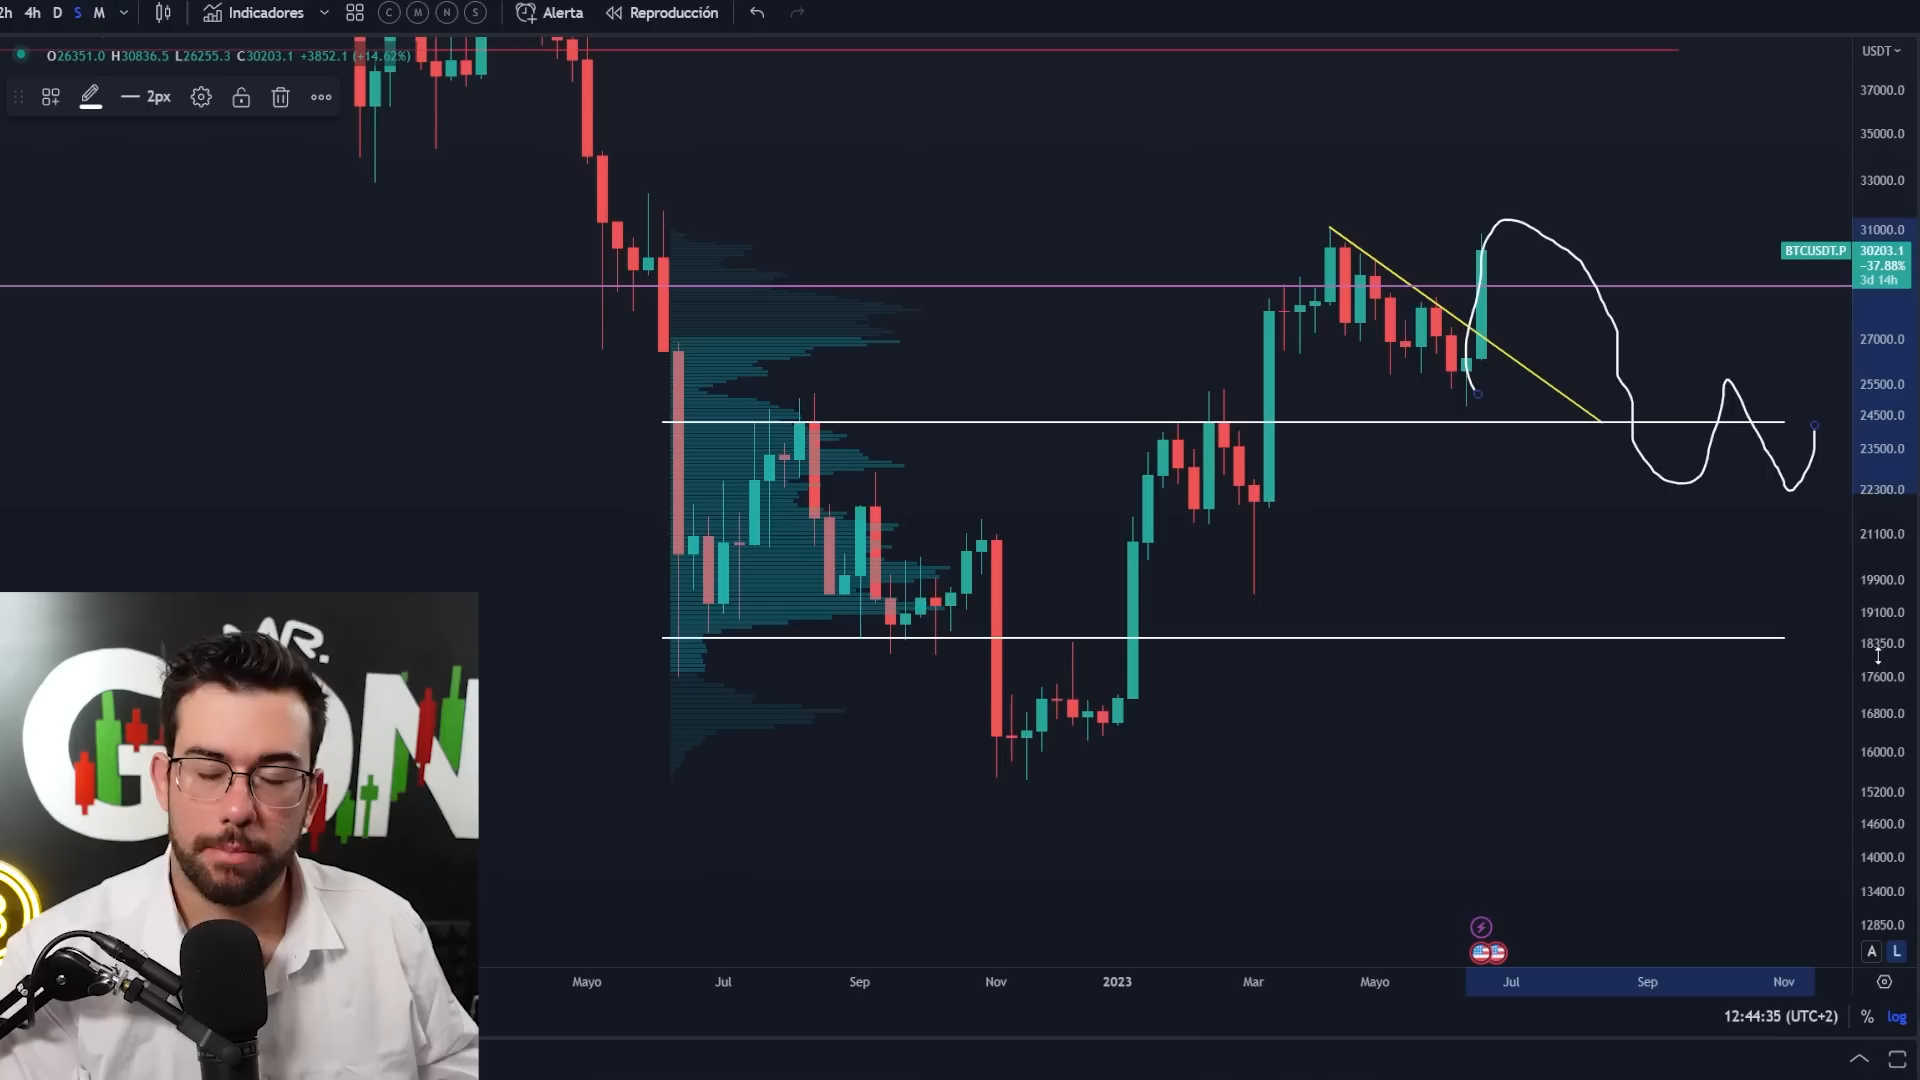 2h 4h D S M Indicadores C M N S Alerta Reproducción
O26351.0 H30836.5 L26255.3 C30203.1 +3852.1 (+14.62%)
2px
USDT
37000.0
35000.0
33000.0
31000.0
BTCUSDT.P 30203.1
−37.88%
3d 14h
27000.0
25500.0
24500.0
23500.0
22300.0
21100.0
19900.0
19100.0
18350.0
17600.0
16800.0
16000.0
15200.0
14600.0
14000.0
13400.0
12850.0
A L
MR.
GON
Mayo Jul Sep Nov 2023 Mar Mayo Jul Sep Nov
12:44:35 (UTC+2) % log